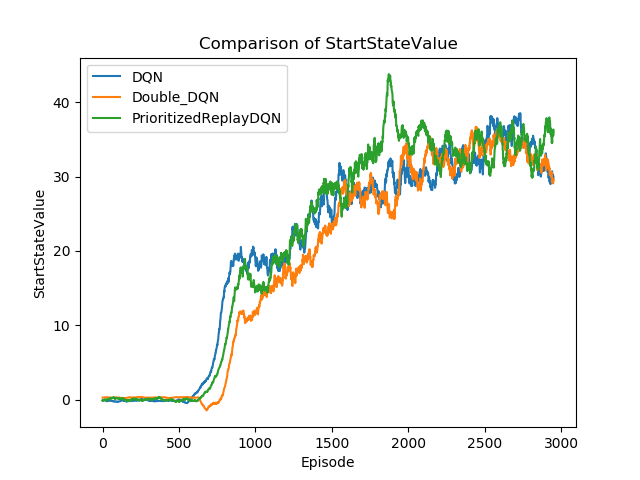 Comparison of StartStateValue
DQN
Double_DQN
PrioritizedReplayDQN
StartStateValue
40
30
20
10
0
0 500 1000 1500 2000 2500 3000
Episode